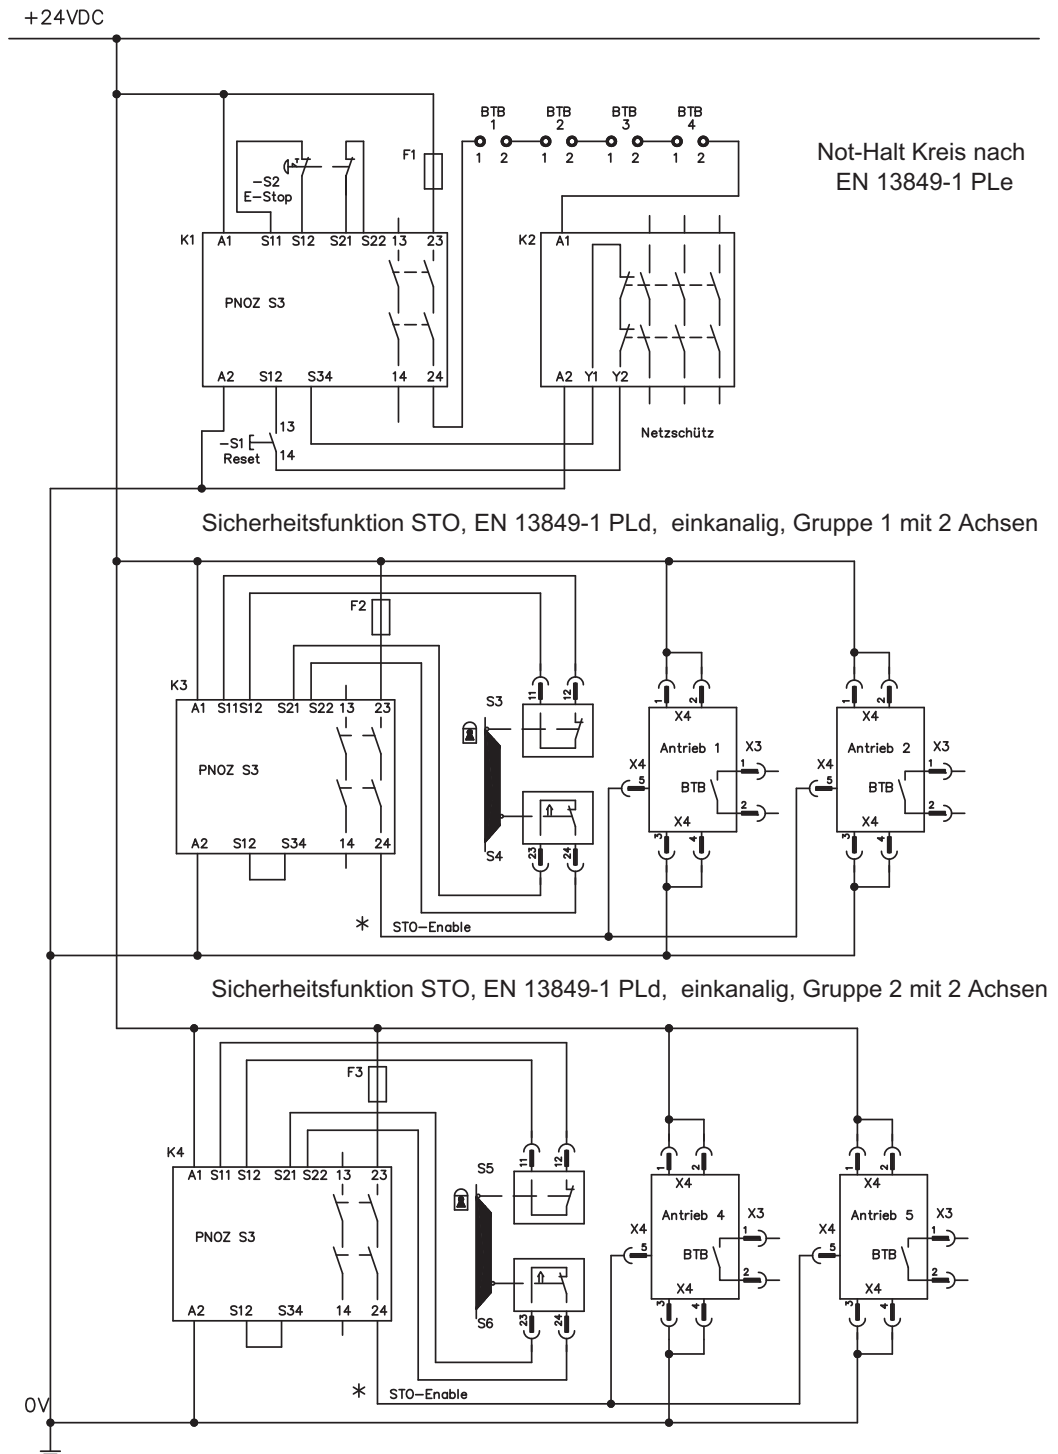 +24VDC
BTB 1
BTB 2
BTB 3
BTB 4
1 2 1 2 1 2 1 2
Not-Halt Kreis nach
EN 13849-1 PLe
F1
-S2
E-Stop
K1
A1 S11 S12 S21 S22 13 23
PNOZ S3
A2 S12 S34 14 24
K2
A1
A2 Y1 Y2
Netzschütz
-S1
Reset
13
14
Sicherheitsfunktion STO, EN 13849-1 PLd, einkanalig, Gruppe 1 mit 2 Achsen
F2
K3
A1 S11 S12 S21 S22 13 23
PNOZ S3
A2 S12 S34 14 24
S3
11 12
S4
23 24
1 2
X4
Antrieb 1
X3
X4
5
BTB
1
2
X4
3 4
1 2
X4
Antrieb 2
X3
X4
5
BTB
1
2
X4
3 4
* STO-Enable
Sicherheitsfunktion STO, EN 13849-1 PLd, einkanalig, Gruppe 2 mit 2 Achsen
F3
K4
A1 S11 S12 S21 S22 13 23
PNOZ S3
A2 S12 S34 14 24
S5
11 12
S6
23 24
1 2
X4
Antrieb 4
X3
X4
5
BTB
1
2
X4
3 4
1 2
X4
Antrieb 5
X3
X4
5
BTB
1
2
X4
3 4
* STO-Enable
0V